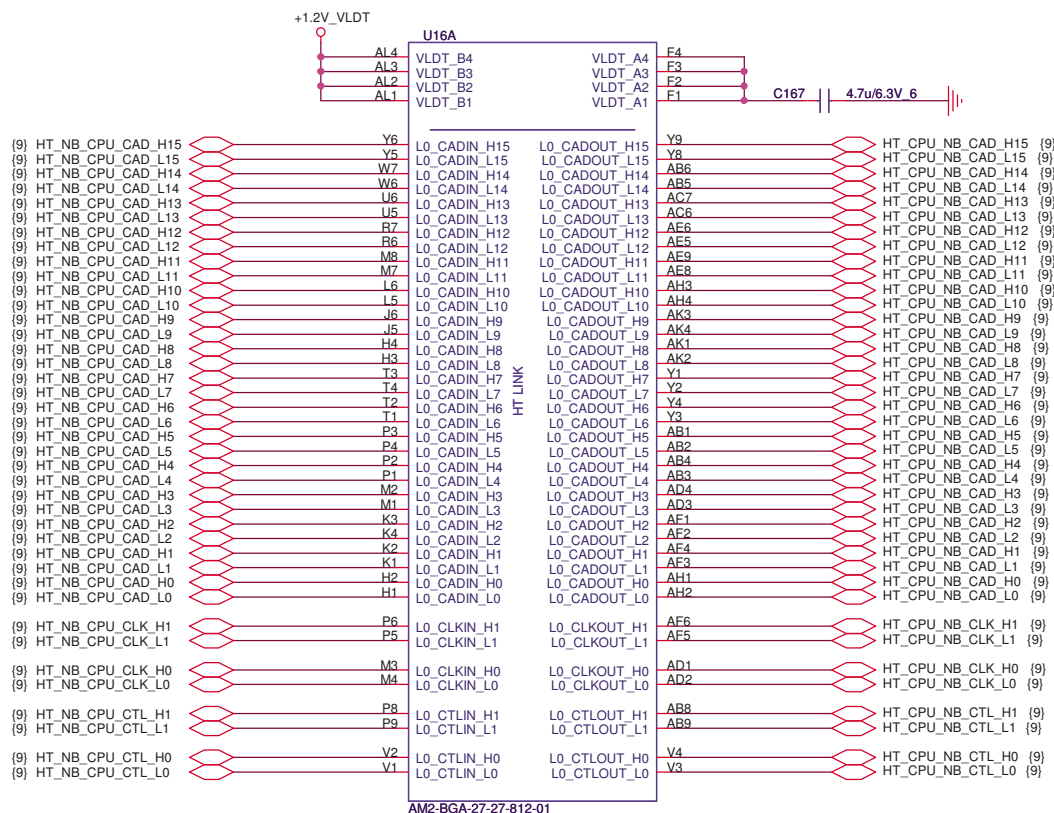 +1.2V_VLDT
U16A
AL4 VLDT_B4 VLDT_A4 F4
AL3 VLDT_B3 VLDT_A3 F3
AL2 VLDT_B2 VLDT_A2 F2
AL1 VLDT_B1 VLDT_A1 F1 C167 4.7u/6.3V_6
{9} HT_NB_CPU_CAD_H15 Y6 L0_CADIN_H15 L0_CADOUT_H15 Y9 HT_CPU_NB_CAD_H15 {9}
{9} HT_NB_CPU_CAD_L15 Y5 L0_CADIN_L15 L0_CADOUT_L15 Y8 HT_CPU_NB_CAD_L15 {9}
{9} HT_NB_CPU_CAD_H14 W7 L0_CADIN_H14 L0_CADOUT_H14 AB6 HT_CPU_NB_CAD_H14 {9}
{9} HT_NB_CPU_CAD_L14 W6 L0_CADIN_L14 L0_CADOUT_L14 AB5 HT_CPU_NB_CAD_L14 {9}
{9} HT_NB_CPU_CAD_H13 U6 L0_CADIN_H13 L0_CADOUT_H13 AC7 HT_CPU_NB_CAD_H13 {9}
{9} HT_NB_CPU_CAD_L13 U5 L0_CADIN_L13 L0_CADOUT_L13 AC6 HT_CPU_NB_CAD_L13 {9}
{9} HT_NB_CPU_CAD_H12 R7 L0_CADIN_H12 L0_CADOUT_H12 AE6 HT_CPU_NB_CAD_H12 {9}
{9} HT_NB_CPU_CAD_L12 R6 L0_CADIN_L12 L0_CADOUT_L12 AE5 HT_CPU_NB_CAD_L12 {9}
{9} HT_NB_CPU_CAD_H11 M8 L0_CADIN_H11 L0_CADOUT_H11 AE9 HT_CPU_NB_CAD_H11 {9}
{9} HT_NB_CPU_CAD_L11 M7 L0_CADIN_L11 L0_CADOUT_L11 AE8 HT_CPU_NB_CAD_L11 {9}
{9} HT_NB_CPU_CAD_H10 L6 L0_CADIN_H10 L0_CADOUT_H10 AH3 HT_CPU_NB_CAD_H10 {9}
{9} HT_NB_CPU_CAD_L10 L5 L0_CADIN_L10 L0_CADOUT_L10 AH4 HT_CPU_NB_CAD_L10 {9}
{9} HT_NB_CPU_CAD_H9 J6 L0_CADIN_H9 L0_CADOUT_H9 AK3 HT_CPU_NB_CAD_H9 {9}
{9} HT_NB_CPU_CAD_L9 J5 L0_CADIN_L9 L0_CADOUT_L9 AK4 HT_CPU_NB_CAD_L9 {9}
{9} HT_NB_CPU_CAD_H8 H4 L0_CADIN_H8 L0_CADOUT_H8 AK1 HT_CPU_NB_CAD_H8 {9}
{9} HT_NB_CPU_CAD_L8 H3 L0_CADIN_L8 L0_CADOUT_L8 AK2 HT_CPU_NB_CAD_L8 {9}
{9} HT_NB_CPU_CAD_H7 T3 L0_CADIN_H7 L0_CADOUT_H7 Y1 HT_CPU_NB_CAD_H7 {9}
{9} HT_NB_CPU_CAD_L7 T4 L0_CADIN_L7 L0_CADOUT_L7 Y2 HT_CPU_NB_CAD_L7 {9}
{9} HT_NB_CPU_CAD_H6 T2 L0_CADIN_H6 L0_CADOUT_H6 Y4 HT_CPU_NB_CAD_H6 {9}
{9} HT_NB_CPU_CAD_L6 T1 L0_CADIN_L6 L0_CADOUT_L6 Y3 HT_CPU_NB_CAD_L6 {9}
HT LINK
{9} HT_NB_CPU_CAD_H5 P3 L0_CADIN_H5 L0_CADOUT_H5 AB1 HT_CPU_NB_CAD_H5 {9}
{9} HT_NB_CPU_CAD_L5 P4 L0_CADIN_L5 L0_CADOUT_L5 AB2 HT_CPU_NB_CAD_L5 {9}
{9} HT_NB_CPU_CAD_H4 P2 L0_CADIN_H4 L0_CADOUT_H4 AB4 HT_CPU_NB_CAD_H4 {9}
{9} HT_NB_CPU_CAD_L4 P1 L0_CADIN_L4 L0_CADOUT_L4 AB3 HT_CPU_NB_CAD_L4 {9}
{9} HT_NB_CPU_CAD_H3 M2 L0_CADIN_H3 L0_CADOUT_H3 AD4 HT_CPU_NB_CAD_H3 {9}
{9} HT_NB_CPU_CAD_L3 M1 L0_CADIN_L3 L0_CADOUT_L3 AD3 HT_CPU_NB_CAD_L3 {9}
{9} HT_NB_CPU_CAD_H2 K3 L0_CADIN_H2 L0_CADOUT_H2 AF1 HT_CPU_NB_CAD_H2 {9}
{9} HT_NB_CPU_CAD_L2 K4 L0_CADIN_L2 L0_CADOUT_L2 AF2 HT_CPU_NB_CAD_L2 {9}
{9} HT_NB_CPU_CAD_H1 K2 L0_CADIN_H1 L0_CADOUT_H1 AF4 HT_CPU_NB_CAD_H1 {9}
{9} HT_NB_CPU_CAD_L1 K1 L0_CADIN_L1 L0_CADOUT_L1 AF3 HT_CPU_NB_CAD_L1 {9}
{9} HT_NB_CPU_CAD_H0 H2 L0_CADIN_H0 L0_CADOUT_H0 AH1 HT_CPU_NB_CAD_H0 {9}
{9} HT_NB_CPU_CAD_L0 H1 L0_CADIN_L0 L0_CADOUT_L0 AH2 HT_CPU_NB_CAD_L0 {9}
{9} HT_NB_CPU_CLK_H1 P6 L0_CLKIN_H1 L0_CLKOUT_H1 AF6 HT_CPU_NB_CLK_H1 {9}
{9} HT_NB_CPU_CLK_L1 P5 L0_CLKIN_L1 L0_CLKOUT_L1 AF5 HT_CPU_NB_CLK_L1 {9}
{9} HT_NB_CPU_CLK_H0 M3 L0_CLKIN_H0 L0_CLKOUT_H0 AD1 HT_CPU_NB_CLK_H0 {9}
{9} HT_NB_CPU_CLK_L0 M4 L0_CLKIN_L0 L0_CLKOUT_L0 AD2 HT_CPU_NB_CLK_L0 {9}
{9} HT_NB_CPU_CTL_H1 P8 L0_CTLIN_H1 L0_CTLOUT_H1 AB8 HT_CPU_NB_CTL_H1 {9}
{9} HT_NB_CPU_CTL_L1 P9 L0_CTLIN_L1 L0_CTLOUT_L1 AB9 HT_CPU_NB_CTL_L1 {9}
{9} HT_NB_CPU_CTL_H0 V2 L0_CTLIN_H0 L0_CTLOUT_H0 V4 HT_CPU_NB_CTL_H0 {9}
{9} HT_NB_CPU_CTL_L0 V1 L0_CTLIN_L0 L0_CTLOUT_L0 V3 HT_CPU_NB_CTL_L0 {9}
AM2-BGA-27-27-812-01